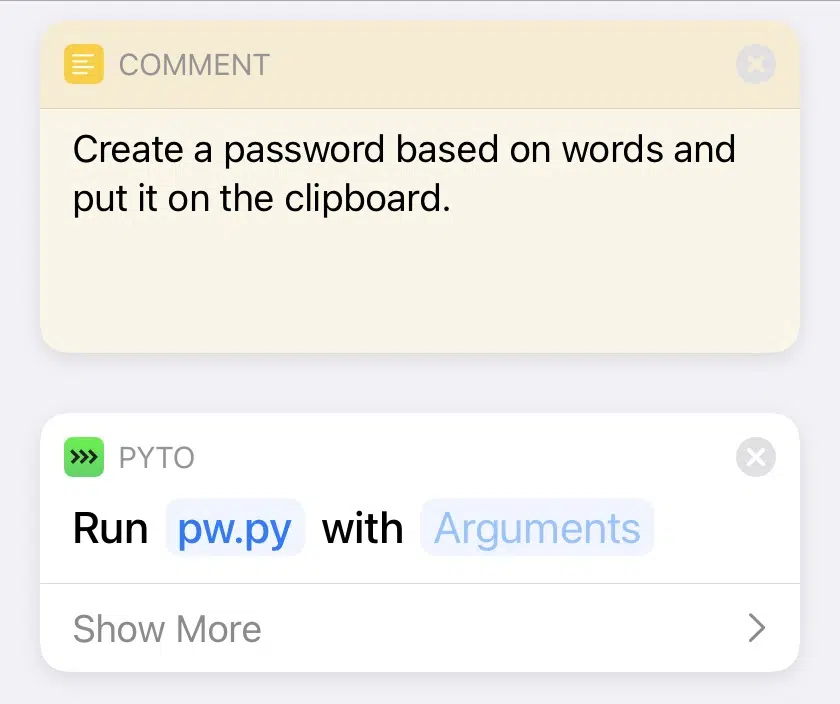 COMMENT
Create a password based on words and
put it on the clipboard.
PYTO
Run pw.py with Arguments
Show More